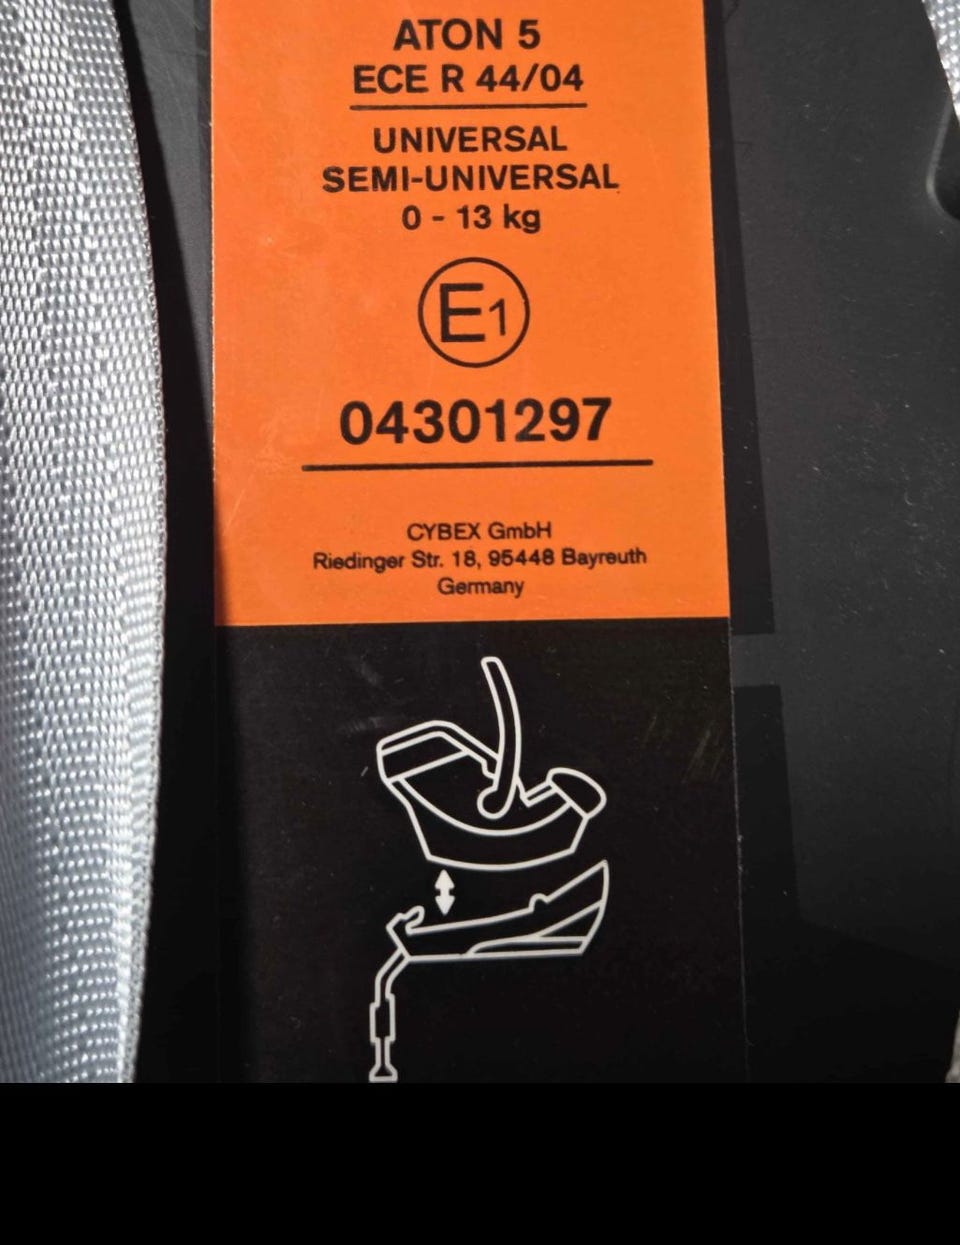 ATON 5
ECE R 44/04
UNIVERSAL
SEMI-UNIVERSAL
0 - 13 kg
E1
04301297
CYBEX GmbH
Riedinger Str. 18, 95448 Bayreuth
Germany